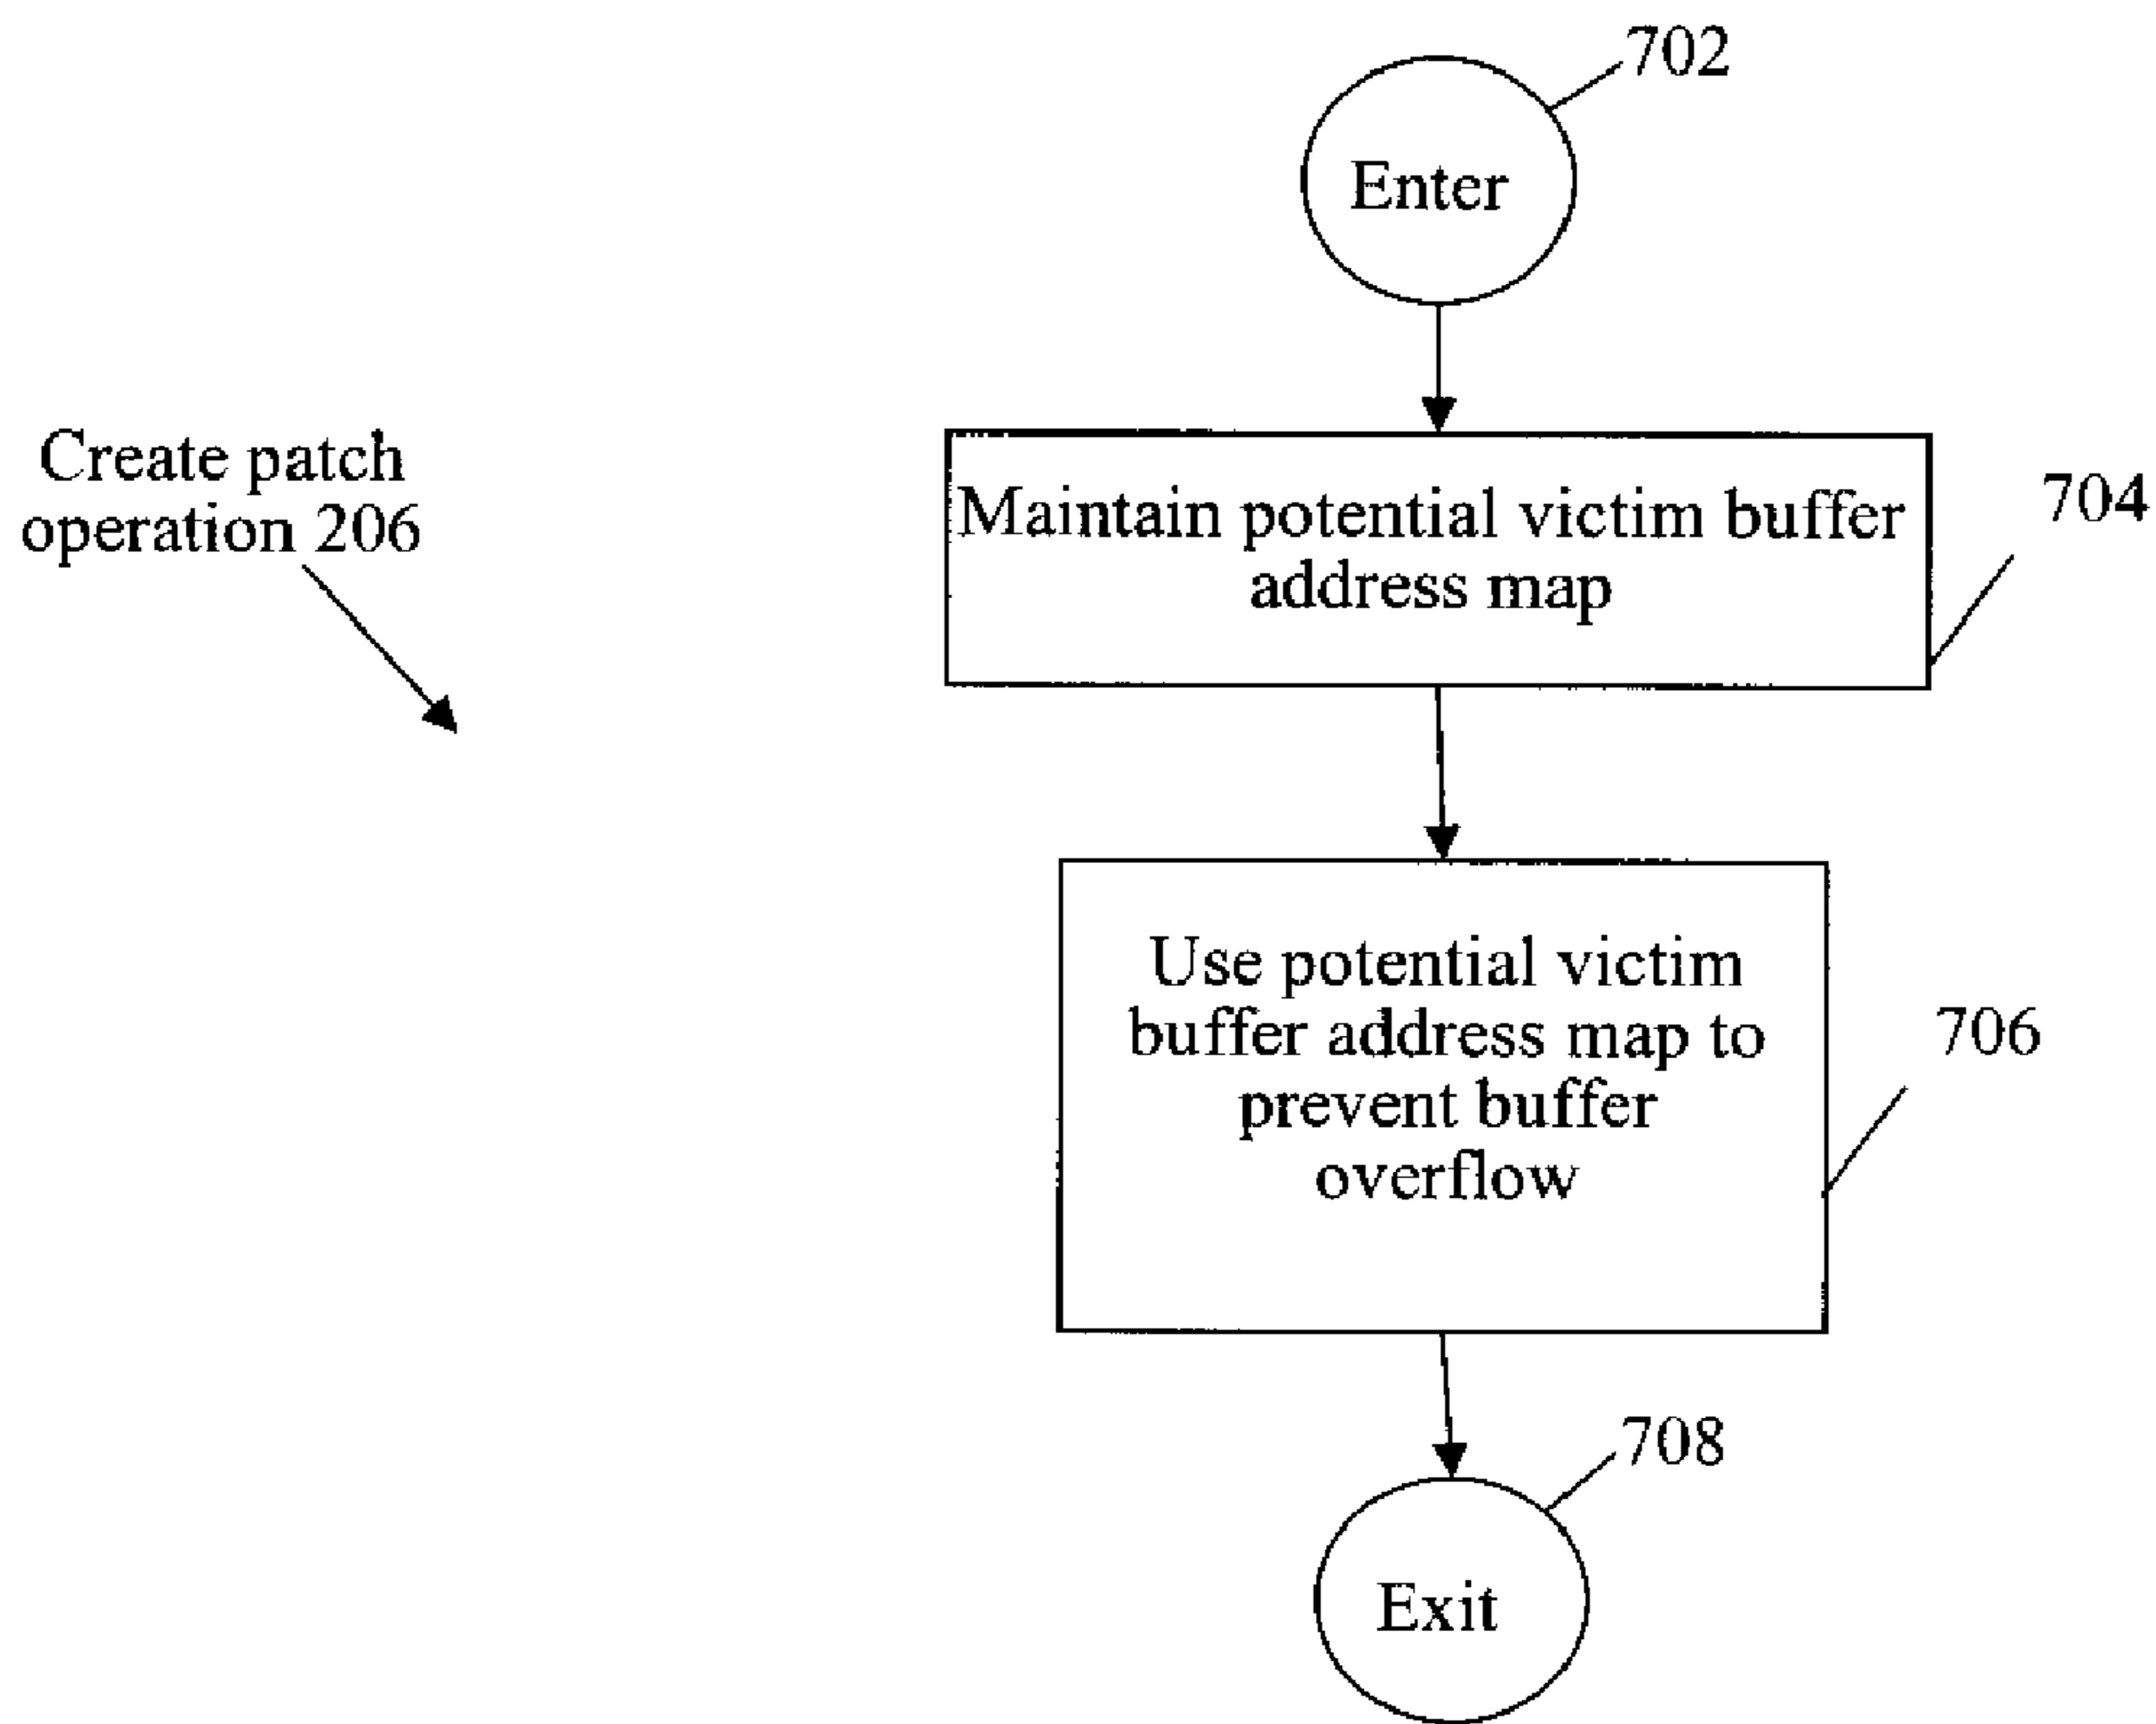 702
Enter
Create patch
operation 206
Maintain potential victim buffer
address map
704
Use potential victim
buffer address map to
prevent buffer
overflow
706
708
Exit